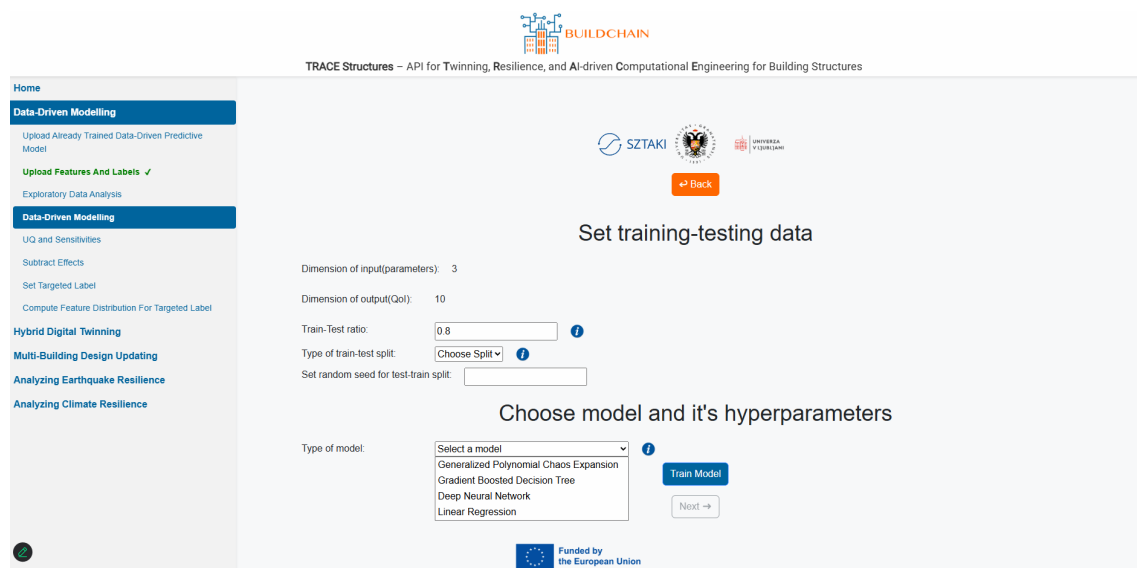 BUILDCHAIN
TRACE Structures – API for Twinning, Resilience, and AI-driven Computational Engineering for Building Structures
Home
Data-Driven Modelling
Upload Already Trained Data-Driven Predictive
Model
Upload Features And Labels ✓
Exploratory Data Analysis
Data-Driven Modelling
UQ and Sensitivities
Subtract Effects
Set Targeted Label
Compute Feature Distribution For Targeted Label
Hybrid Digital Twinning
Multi-Building Design Updating
Analyzing Earthquake Resilience
Analyzing Climate Resilience
SZTAKI
UNIVERZA
V LJUBLJANI
↩ Back
Set training-testing data
Dimension of input(parameters): 3
Dimension of output(QoI): 10
Train-Test ratio: 0.8 i
Type of train-test split: Choose Split i
Set random seed for test-train split:
Choose model and it's hyperparameters
Type of model: Select a model i
Generalized Polynomial Chaos Expansion
Gradient Boosted Decision Tree
Deep Neural Network
Linear Regression
Train Model
Next →
Funded by
the European Union